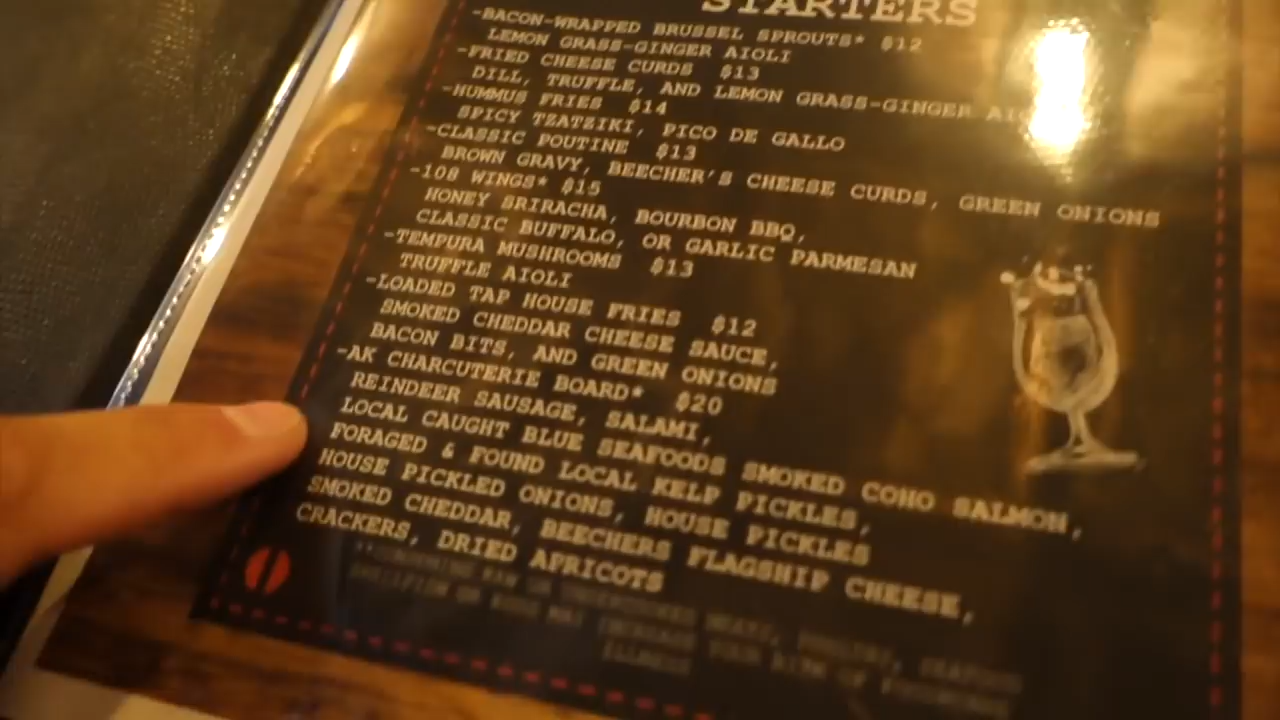 STARTERS
-BACON-WRAPPED BRUSSEL SPROUTS* $12
LEMON GRASS-GINGER AIOLI
-FRIED CHEESE CURDS $13
DILL, TRUFFLE, AND LEMON GRASS-GINGER
-HUMMUS FRIES $14
SPICY TZATZIKI, PICO DE GALLO
-CLASSIC POUTINE $13
BROWN GRAVY, BEECHER'S CHEESE CURDS, GREEN ONIONS
-108 WINGS* $15
HONEY SRIRACHA, BOURBON BBQ,
CLASSIC BUFFALO, OR GARLIC PARMESAN
-TEMPURA MUSHROOMS $13
TRUFFLE AIOLI
-LOADED TAP HOUSE FRIES $12
SMOKED CHEDDAR CHEESE SAUCE,
BACON BITS, AND GREEN ONIONS
-AK CHARCUTERIE BOARD* $20
REINDEER SAUSAGE, SALAMI,
LOCAL CAUGHT BLUE SEAFOODS SMOKED COHO SALMON,
FORAGED & FOUND LOCAL KELP PICKLES,
HOUSE PICKLED ONIONS, HOUSE PICKLES
SMOKED CHEDDAR, BEECHERS FLAGSHIP CHEESE,
CRACKERS, DRIED APRICOTS